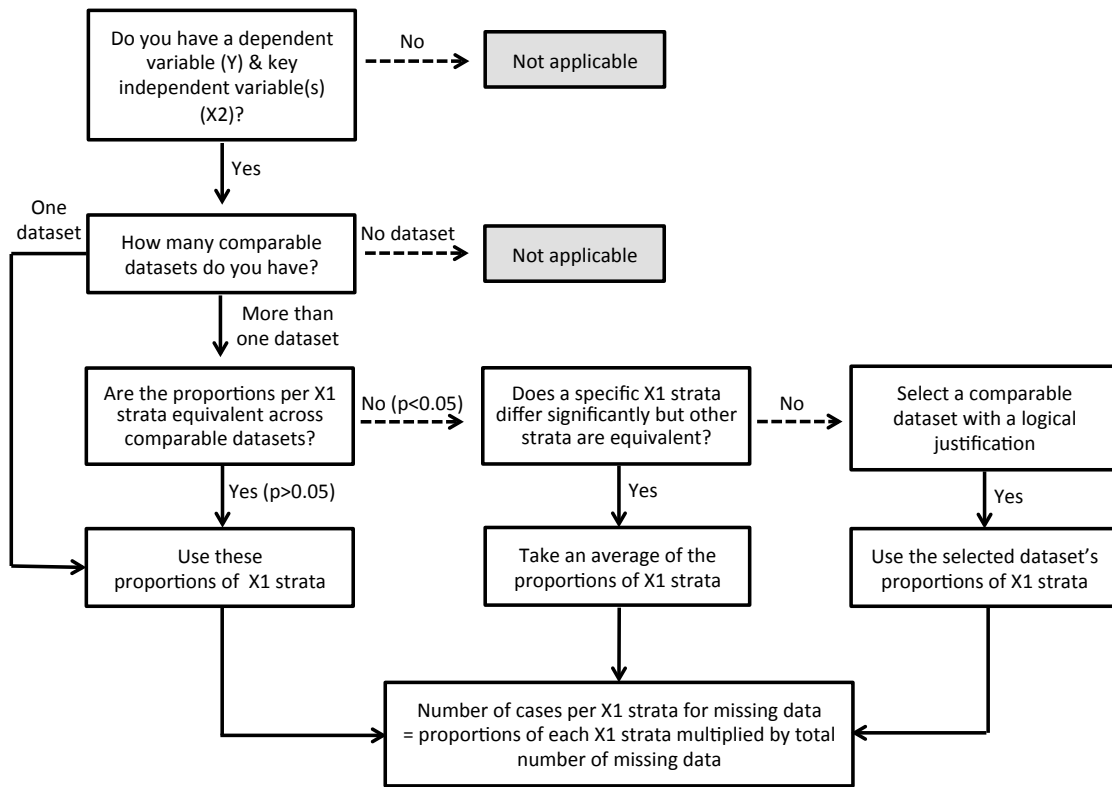 Do you have a dependent
variable (Y) & key
independent variable(s)
(X2)?
No
Not applicable
Yes
One
dataset
How many comparable
datasets do you have?
No dataset
Not applicable
More than
one dataset
Are the proportions per X1
strata equivalent across
comparable datasets?
No (p<0.05)
Does a specific X1 strata
differ significantly but other
strata are equivalent?
No
Select a comparable
dataset with a logical
justification
Yes (p>0.05)
Yes
Yes
Use these
proportions of X1 strata
Take an average of the
proportions of X1 strata
Use the selected dataset's
proportions of X1 strata
Number of cases per X1 strata for missing data
= proportions of each X1 strata multiplied by total
number of missing data